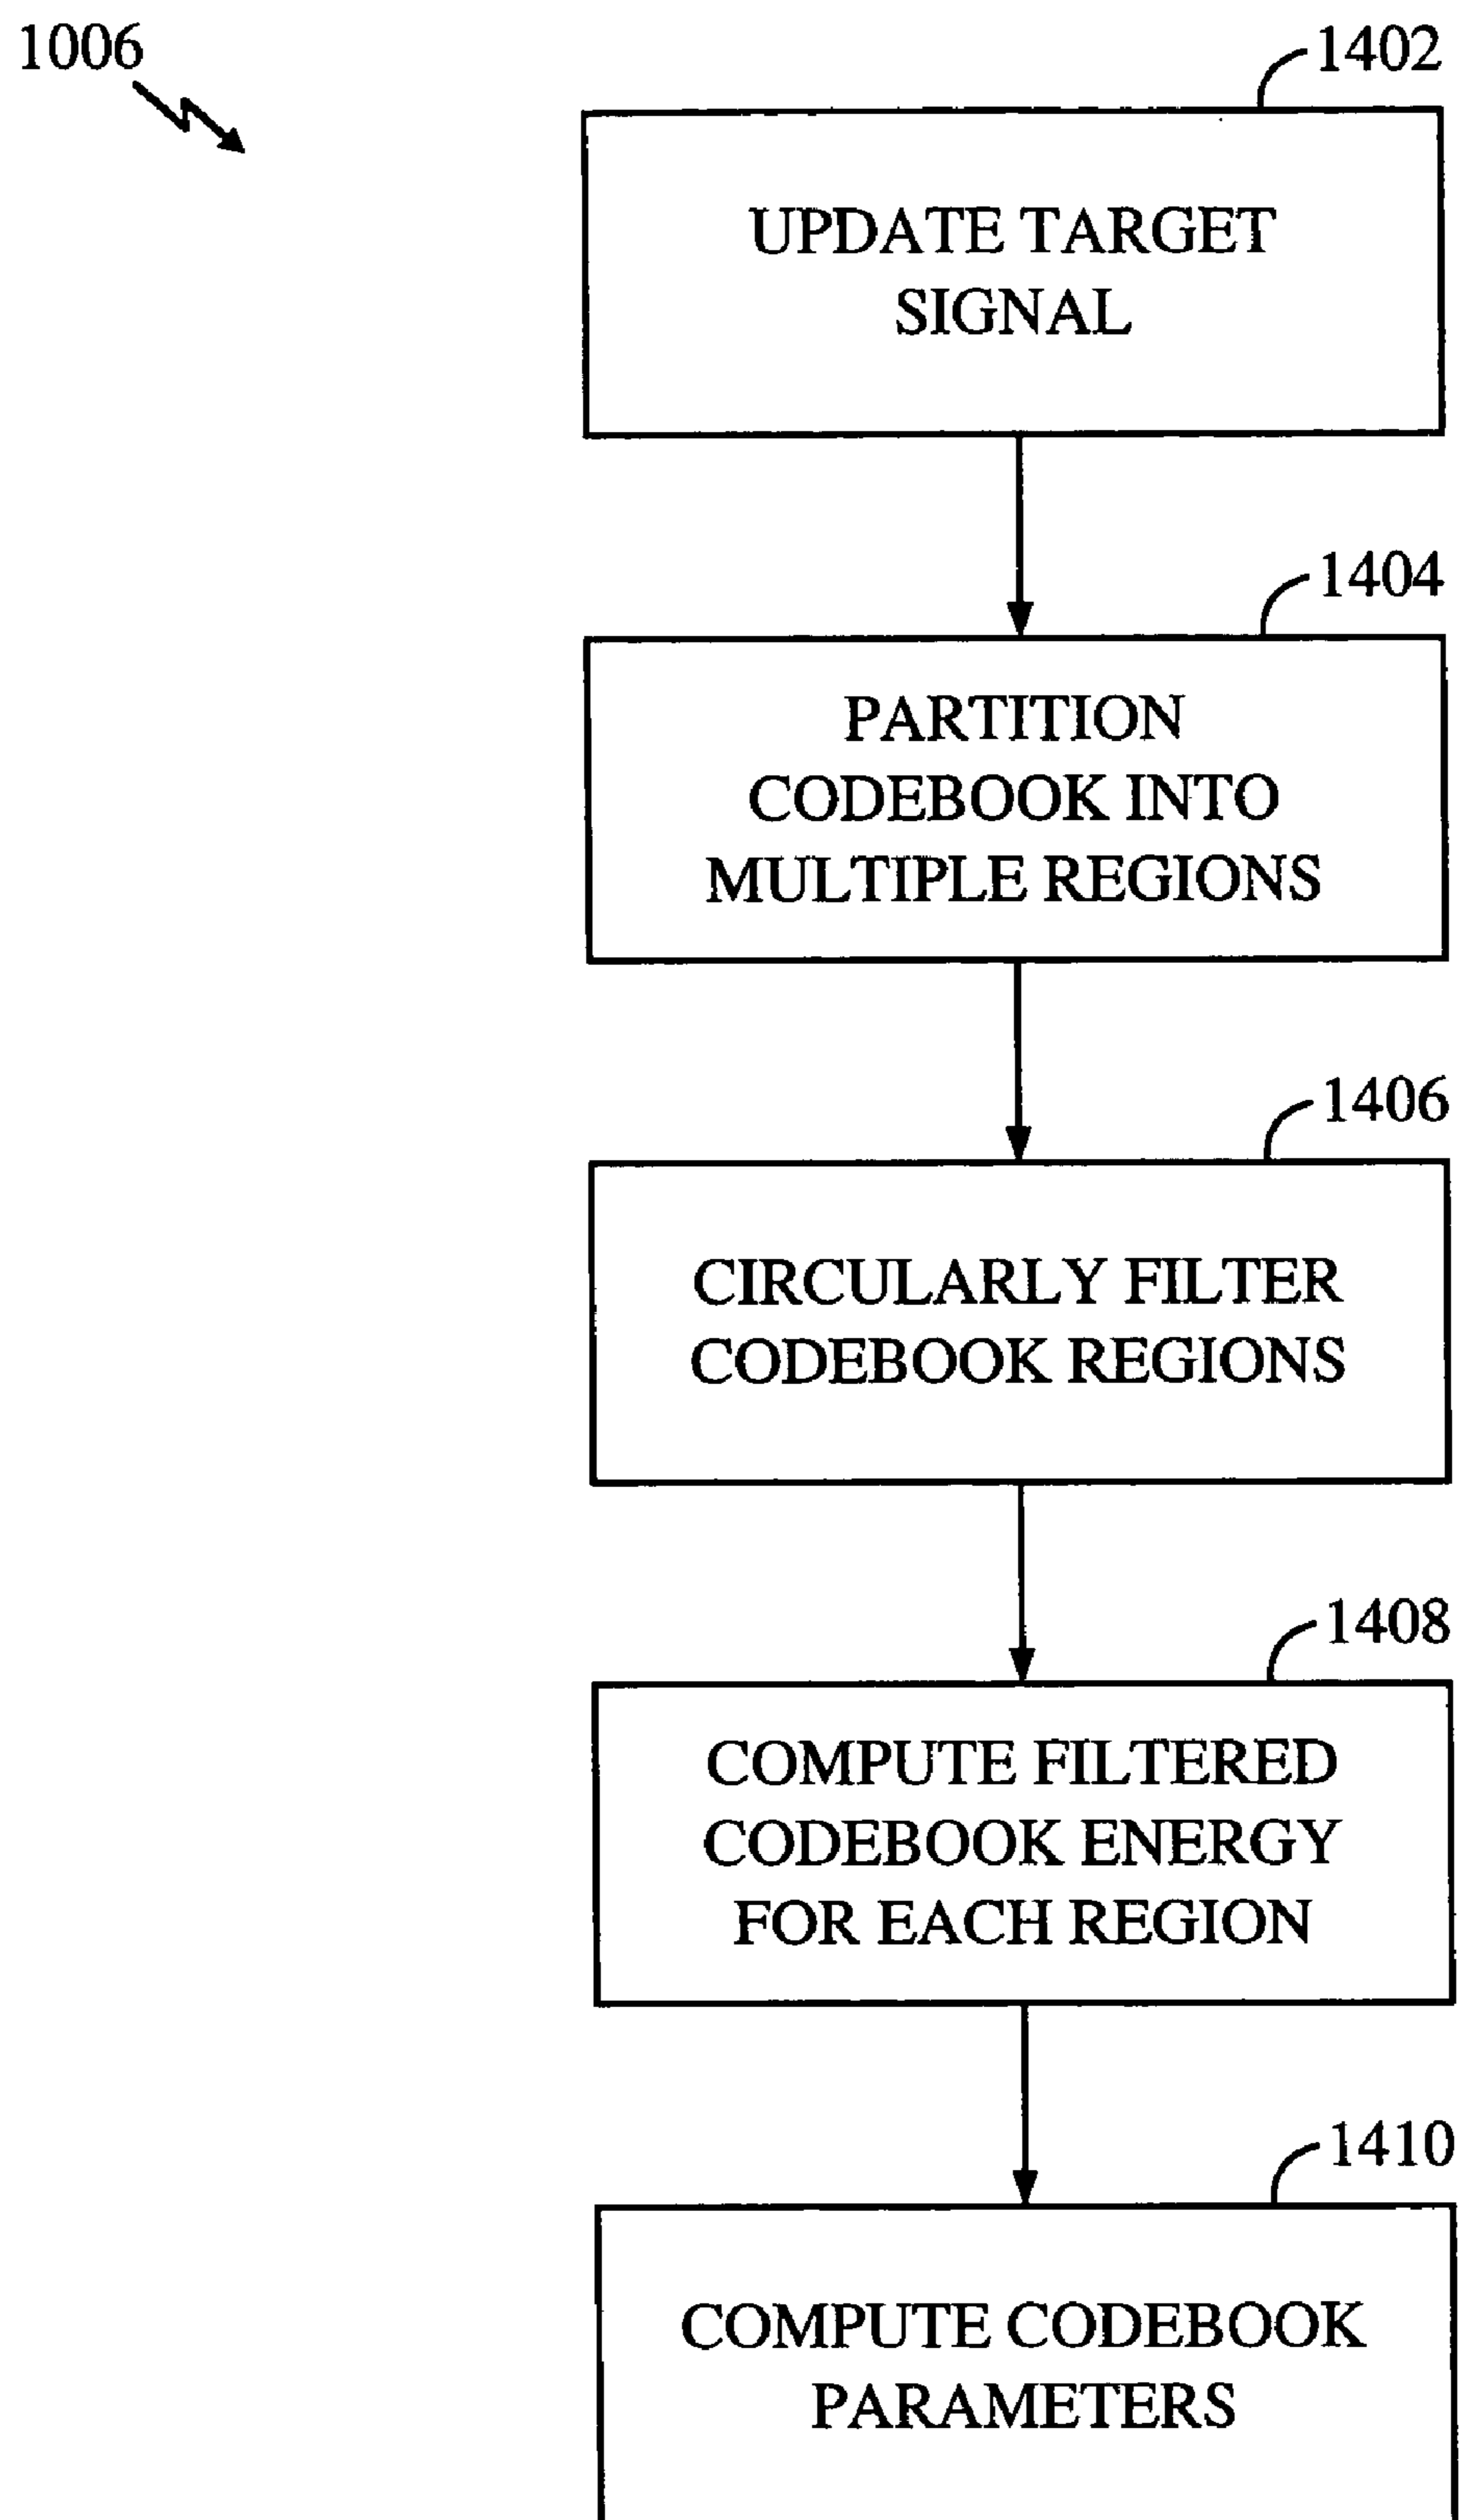 1006
1402
UPDATE TARGET
SIGNAL
1404
PARTITION
CODEBOOK INTO
MULTIPLE REGIONS
1406
CIRCULARLY FILTER
CODEBOOK REGIONS
1408
COMPUTE FILTERED
CODEBOOK ENERGY
FOR EACH REGION
1410
COMPUTE CODEBOOK
PARAMETERS